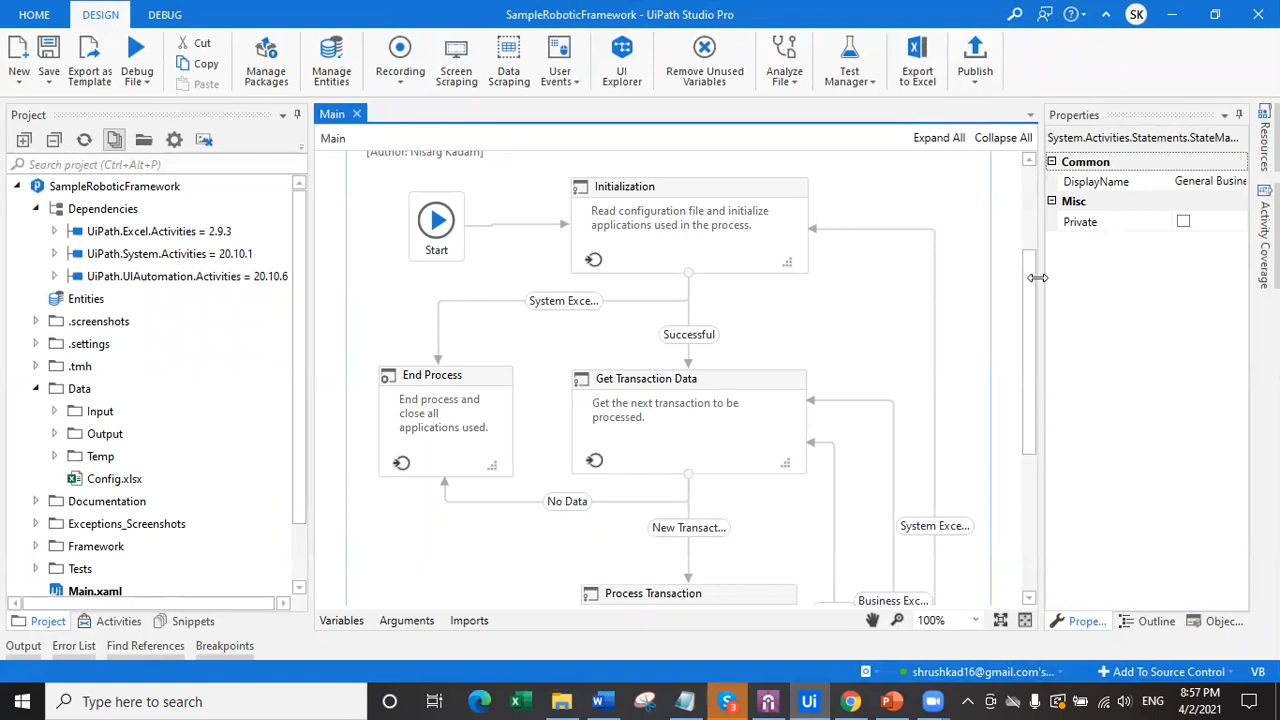 HOME
DESIGN
DEBUG
SampleRoboticFramework - UiPath Studio Pro
SK
New
Save
Export as
Template
Debug
File
Cut
Copy
Paste
Manage
Packages
Manage
Entities
Recording
Screen
Scraping
Data
Scraping
User
Events
UI
Explorer
Remove Unused
Variables
Analyze
File
Test
Manager
Export
to Excel
Publish
Project
Search project (Ctrl+Alt+P)
SampleRoboticFramework
Dependencies
UiPath.Excel.Activities = 2.9.3
UiPath.System.Activities = 20.10.1
UiPath.UIAutomation.Activities = 20.10.6
Entities
.screenshots
.settings
.tmh
Data
Input
Output
Temp
Config.xlsx
Documentation
Exceptions_Screenshots
Framework
Tests
Main.xaml
Project
Activities
Snippets
Main
Main
Expand All
Collapse All
[Author: Nisarg Kadam]
Start
Initialization
Read configuration file and initialize
applications used in the process.
System Exce...
Successful
End Process
End process and
close all
applications used.
Get Transaction Data
Get the next transaction to be
processed.
No Data
New Transact...
System Exce...
Process Transaction
Business Exc...
Variables
Arguments
Imports
100%
Properties
System.Activities.Statements.StateMa...
Common
DisplayName
General Busine
Misc
Private
Prope...
Outline
Objec...
Resources
Activity Coverage
Output
Error List
Find References
Breakpoints
shrushkad16@gmail.com's...
Add To Source Control
VB
Type here to search
ENG
8:57 PM
4/2/2021